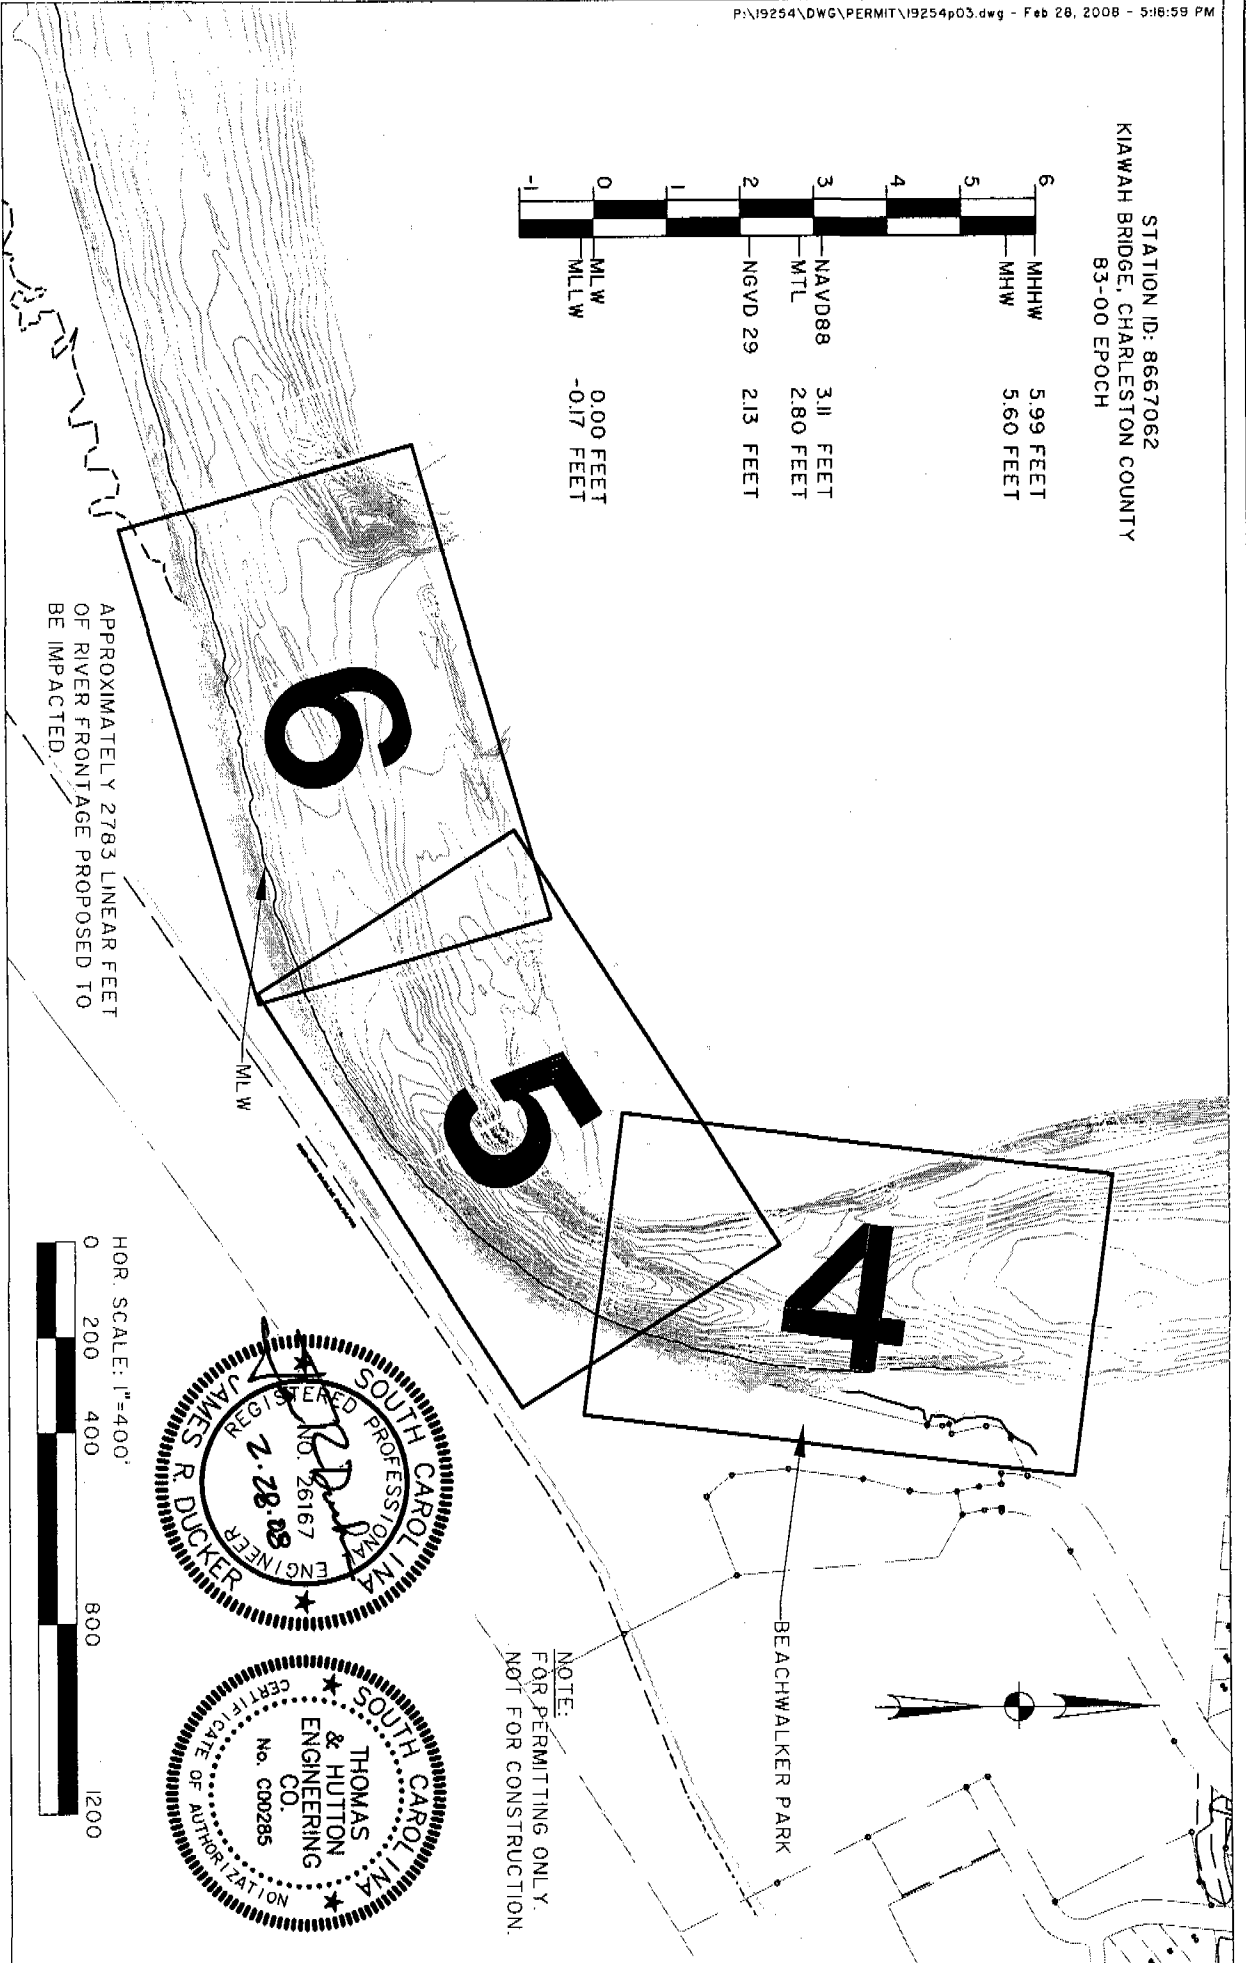 P:\19254\DWG\PERMIT\19254p03.dwg - Feb 28, 2008 - 5:18:59 PM
STATION ID: 8667062
KIAWAH BRIDGE, CHARLESTON COUNTY
83-00 EPOCH
6
5
4
3
2
1
0
-1
MHHW 5.99 FEET
MHW 5.60 FEET
NAVD88 3.11 FEET
MTL 2.80 FEET
NGVD 29 2.13 FEET
MLW 0.00 FEET
MLLW -0.17 FEET
6
5
4
MLW
BEACHWALKER PARK
APPROXIMATELY 2783 LINEAR FEET
OF RIVER FRONTAGE PROPOSED TO
BE IMPACTED.
NOTE:
FOR PERMITTING ONLY.
NOT FOR CONSTRUCTION.
HOR SCALE: 1"=400'
0 200 400 800 1200
SOUTH CAROLINA
REGISTERED PROFESSIONAL ENGINEER
NO. 26167
2.28.08
JAMES R. DUCKER
SOUTH CAROLINA
THOMAS
& HUTTON
ENGINEERING
CO.
No. C00285
CERTIFICATE OF AUTHORIZATION